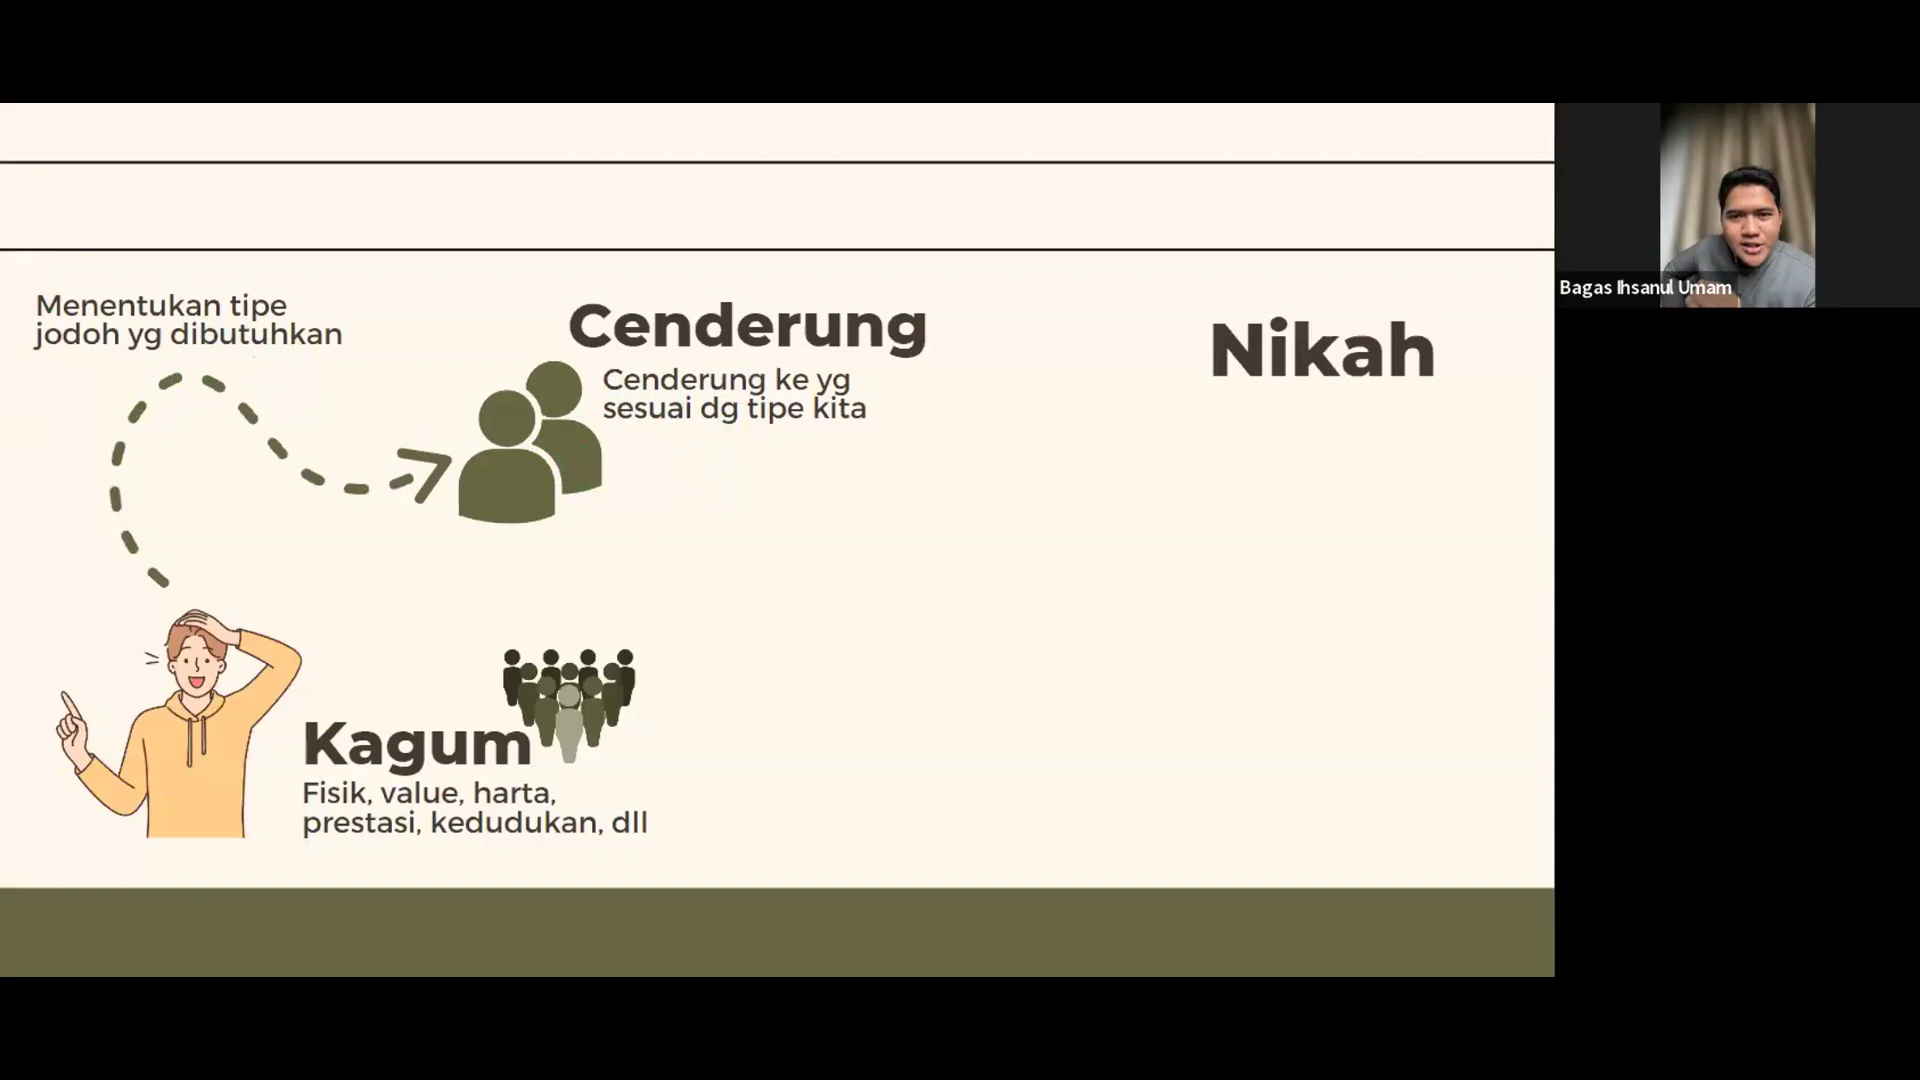 Menentukan tipe
jodoh yg dibutuhkan
Cenderung
Cenderung ke yg
sesuai dg tipe kita
Nikah
Kagum
Fisik, value, harta,
prestasi, kedudukan, dll
Bagas Ihsanul Umam